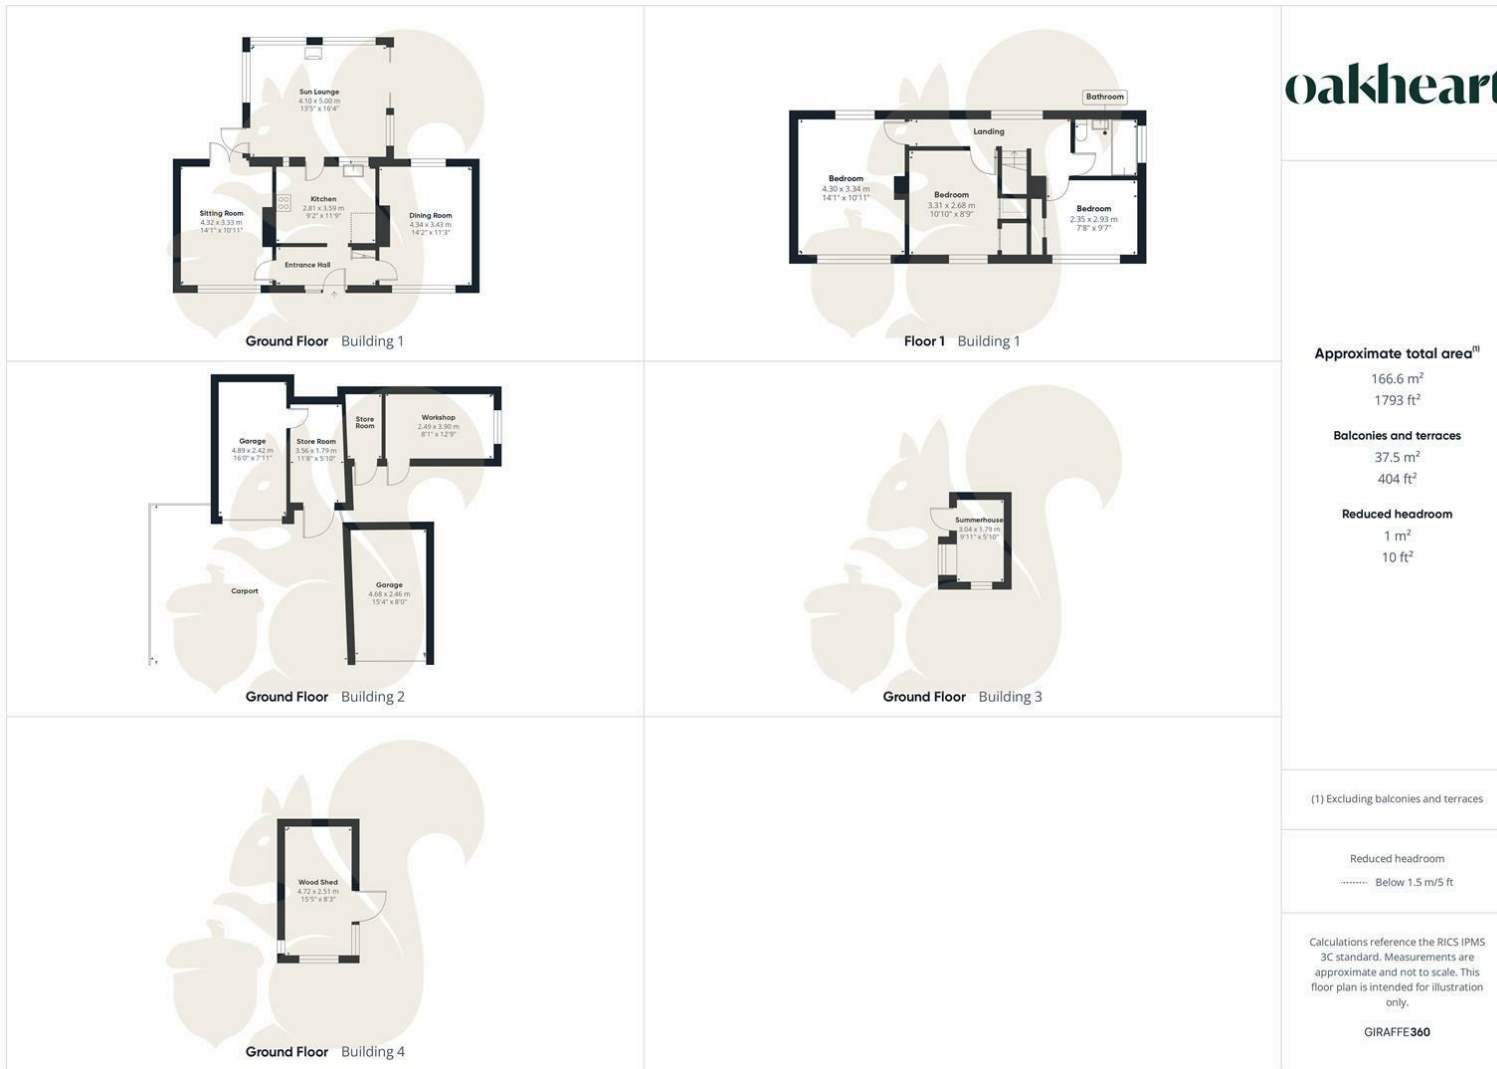 Sun Lounge
4.10 x 5.00 m
13'5" x 16'4"
Kitchen
2.81 x 3.59 m
9'2" x 11'9"
Sitting Room
4.32 x 3.33 m
14'1" x 10'11"
Dining Room
4.34 x 3.43 m
14'2" x 11'3"
Entrance Hall
Ground Floor Building 1
Bathroom
Landing
Bedroom
4.30 x 3.34 m
14'1" x 10'11"
Bedroom
3.31 x 2.68 m
10'10" x 8'9"
Bedroom
2.35 x 2.93 m
7'8" x 9'7"
Floor 1 Building 1
Garage
4.89 x 2.42 m
16'0" x 7'11"
Store Room
3.56 x 1.79 m
11'8" x 5'10"
Store
Room
Workshop
2.49 x 3.90 m
8'1" x 12'9"
Carport
Garage
4.68 x 2.46 m
15'4" x 8'0"
Ground Floor Building 2
Summerhouse
3.04 x 1.79 m
9'11" x 5'10"
Ground Floor Building 3
Wood Shed
4.72 x 2.51 m
15'5" x 8'3"
Ground Floor Building 4
oakheart
Approximate total area(1)
166.6 m²
1793 ft²
Balconies and terraces
37.5 m²
404 ft²
Reduced headroom
1 m²
10 ft²
(1) Excluding balconies and terraces
Reduced headroom
Below 1.5 m/5 ft
Calculations reference the RICS IPMS
3C standard. Measurements are
approximate and not to scale. This
floor plan is intended for illustration
only.
GIRAFFE360